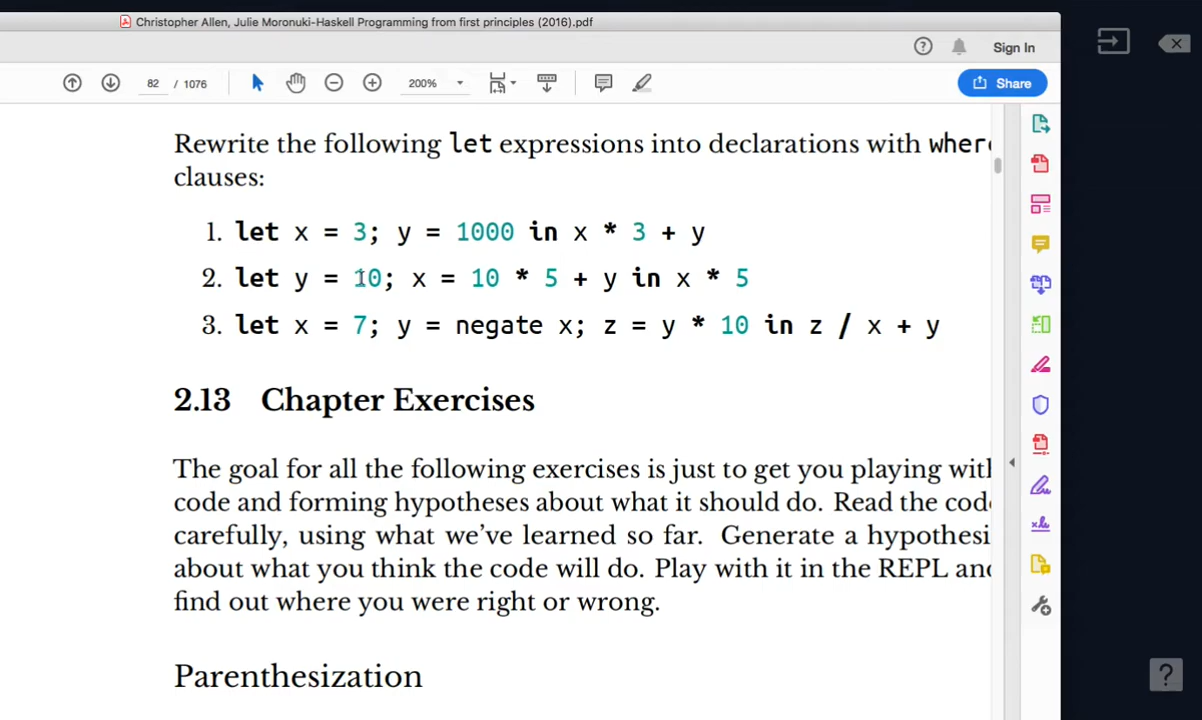 Christopher Allen, Julie Moronuki-Haskell Programming from first principles (2016).pdf
Sign In
82 / 1076
200%
Share
Rewrite the following let expressions into declarations with where
clauses:
1. let x = 3; y = 1000 in x * 3 + y
2. let y = 10; x = 10 * 5 + y in x * 5
3. let x = 7; y = negate x; z = y * 10 in z / x + y
2.13 Chapter Exercises
The goal for all the following exercises is just to get you playing with
code and forming hypotheses about what it should do. Read the code
carefully, using what we've learned so far. Generate a hypothesi
about what you think the code will do. Play with it in the REPL and
find out where you were right or wrong.
Parenthesization